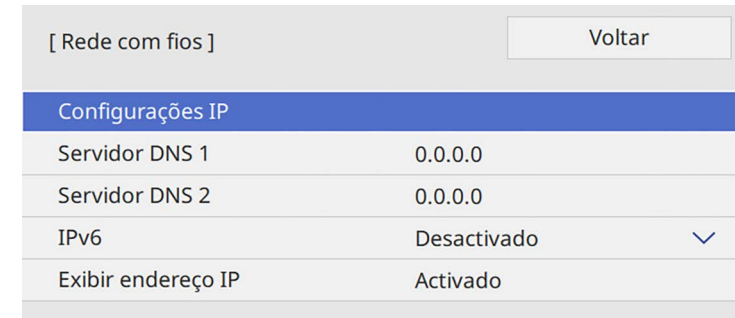 [ Rede com fios ]
Voltar
Configurações IP
Servidor DNS 1 0.0.0.0
Servidor DNS 2 0.0.0.0
IPv6 Desactivado
Exibir endereço IP Activado